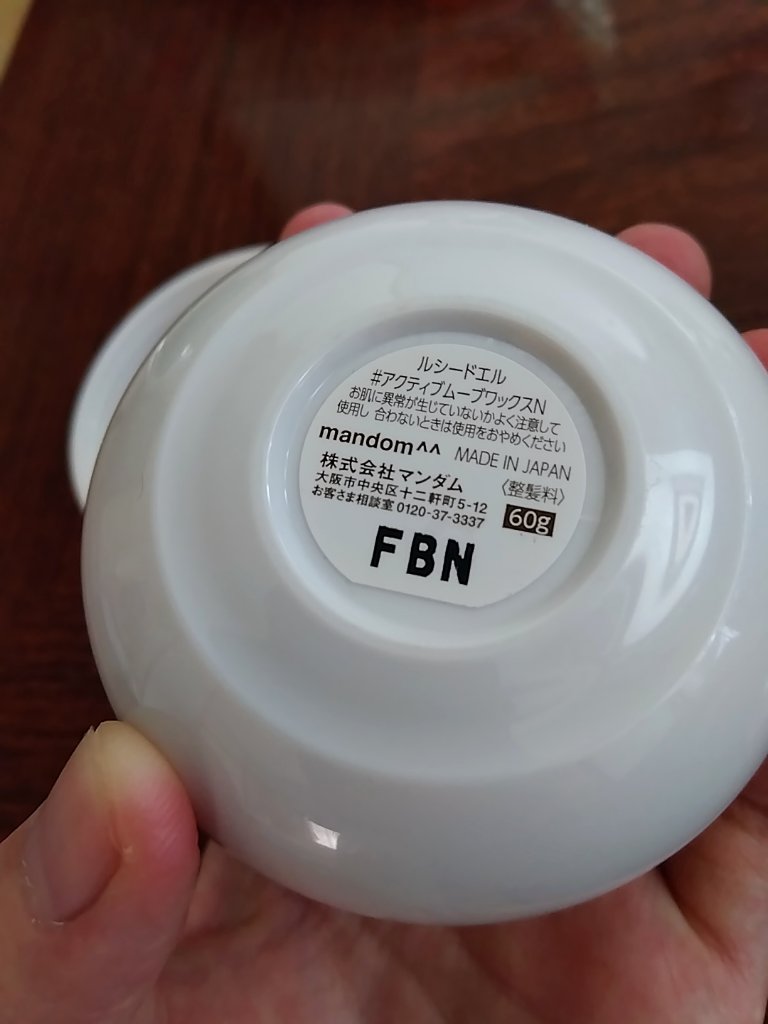 ルシードエル
#アクティブムーブワックスN
お肌に異常が生じていないかよく注意して
使用し 合わないときは使用をおやめください
mandom^^ MADE IN JAPAN
株式会社マンダム 〈整髪料〉
大阪市中央区十二軒町5-12
お客さま相談室 0120-37-3337 60g
FBN